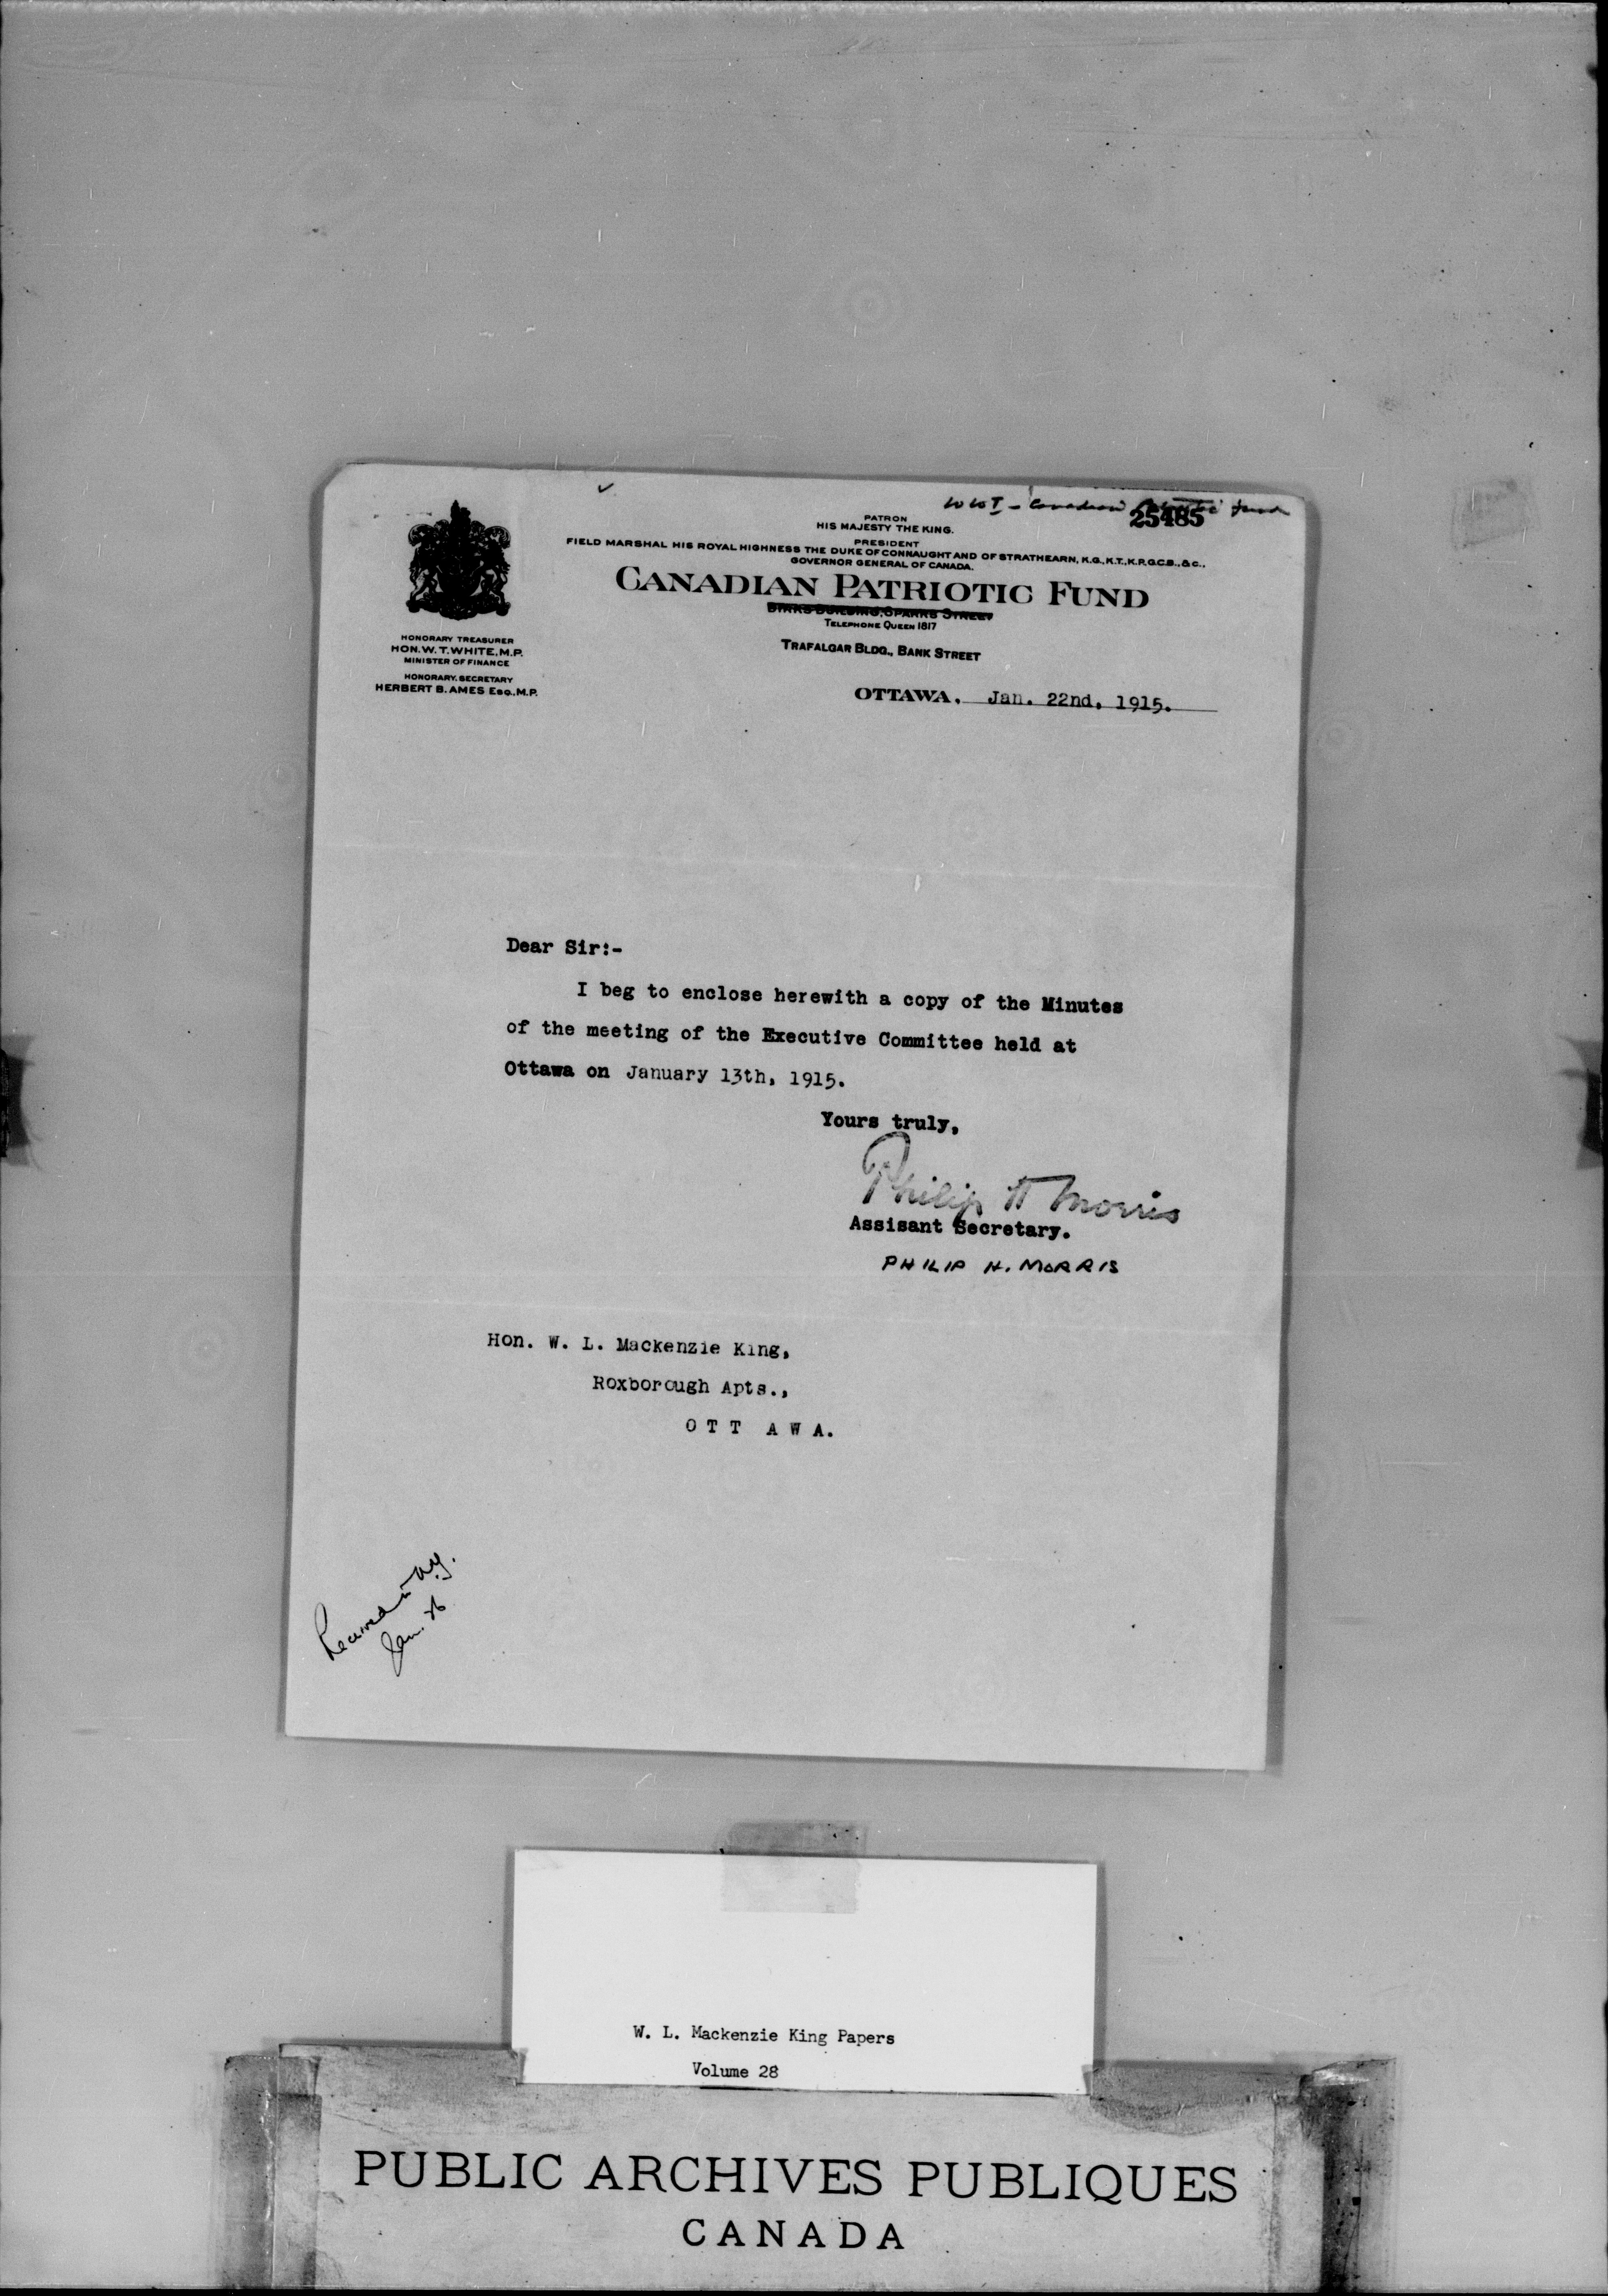 WWI - Canadian Patriotic Fund
25485
PATRON
HIS MAJESTY THE KING.
PRESIDENT
FIELD MARSHAL HIS ROYAL HIGHNESS THE DUKE OF CONNAUGHT AND OF STRATHEARN, K.G., K.T., K.P. G.C.B., &C.,
GOVERNOR GENERAL OF CANADA.
CANADIAN PATRIOTIC FUND
BIRKS BUILDING, SPARKS STREET
TELEPHONE QUEEN 1817
TRAFALGAR BLDG., BANK STREET
HONORARY TREASURER
HON. W. T. WHITE, M.P.
MINISTER OF FINANCE
HONORARY SECRETARY
HERBERT B. AMES ESQ., M.P.
OTTAWA, Jan. 22nd, 1915.
Dear Sir:-
I beg to enclose herewith a copy of the Minutes
of the meeting of the Executive Committee held at
Ottawa on January 13th, 1915.
Yours truly,
Philip H Morris
Assisant Secretary.
PHILIP H. MORRIS
Hon. W. L. Mackenzie King,
Roxborough Apts.,
OTT AWA.
Received in N.Y.
Jan. 26
W. L. Mackenzie King Papers
Volume 28
PUBLIC ARCHIVES PUBLIQUES
CANADA